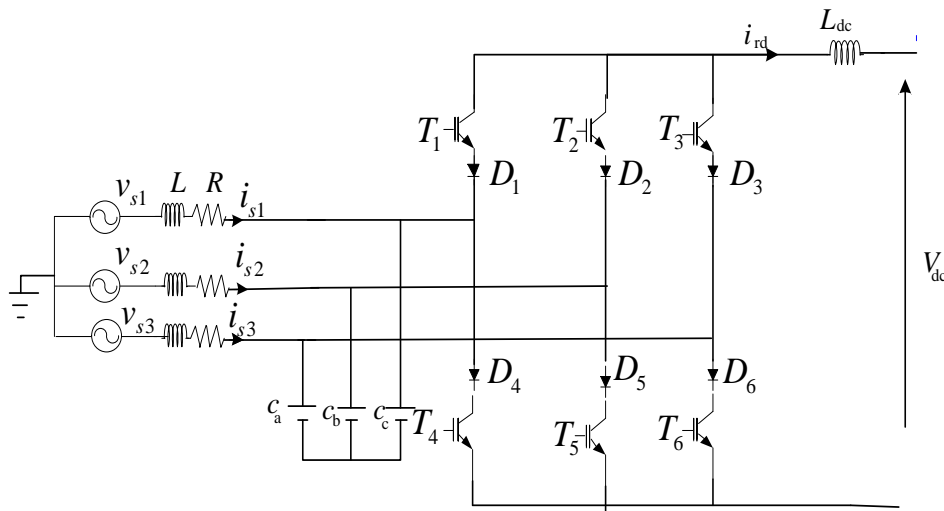 L_dc
i_rd
T_1
T_2
T_3
D_1
D_2
D_3
v_s1
L
R
i_s1
v_s2
i_s2
V_dc
v_s3
i_s3
D_4
D_5
D_6
c_a
c_b
c_c
T_4
T_5
T_6